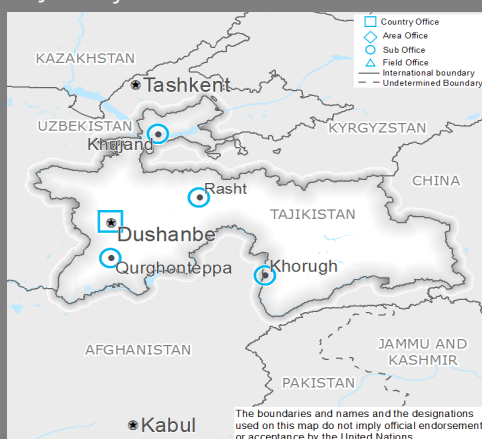 Country Office
Area Office
Sub Office
Field Office
International boundary
Undetermined Boundary
KAZAKHSTAN
Tashkent
UZBEKISTAN
Khujand
KYRGYZSTAN
CHINA
Rasht
TAJIKISTAN
Dushanbe
Qurghonteppa
Khorugh
AFGHANISTAN
JAMMU AND
KASHMIR
PAKISTAN
Kabul
The boundaries and names and the designations
used on this map do not imply official endorsement
or acceptance by the United Nations